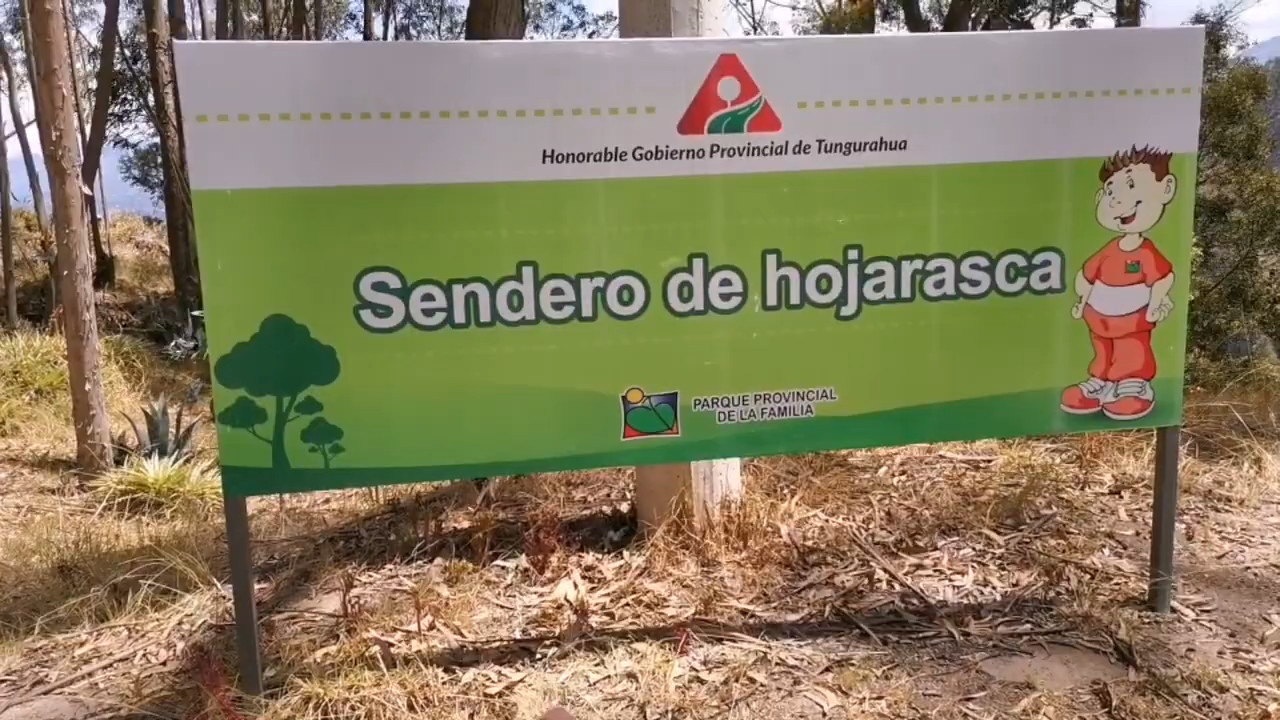 Honorable Gobierno Provincial de Tungurahua
Sendero de hojarasca
PARQUE PROVINCIAL
DE LA FAMILIA